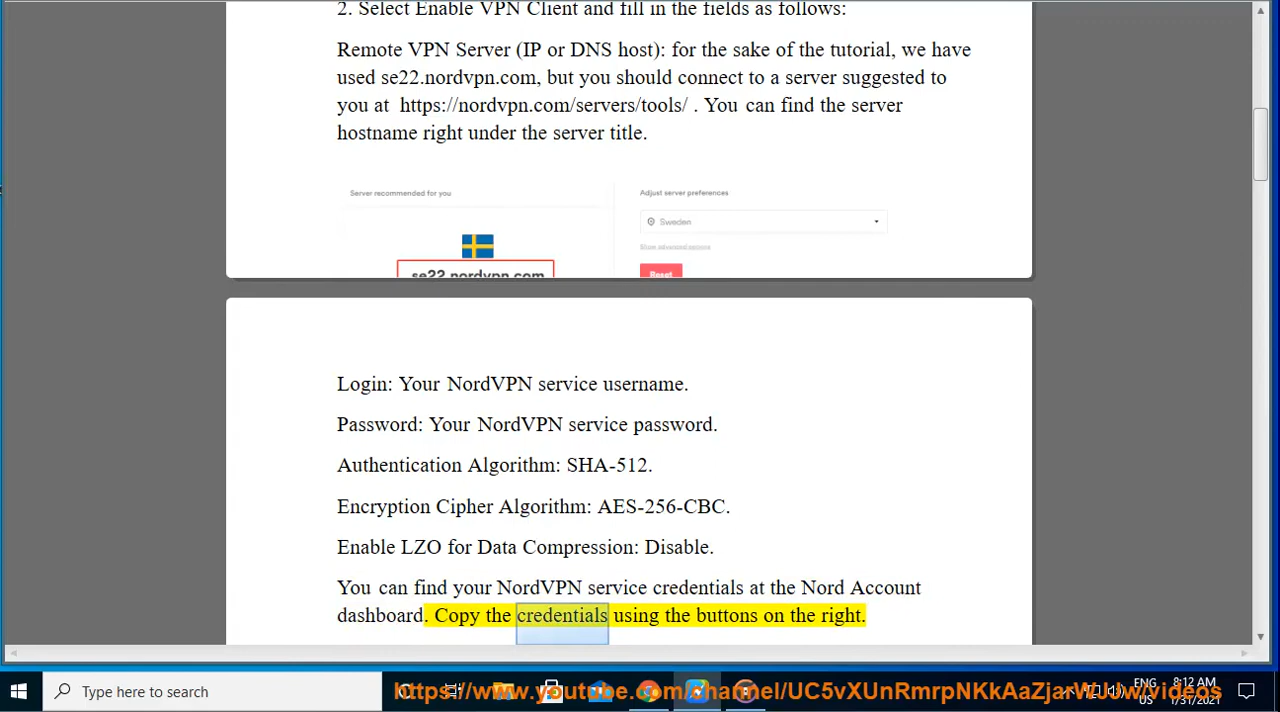 2. Select Enable VPN Client and fill in the fields as follows:
Remote VPN Server (IP or DNS host): for the sake of the tutorial, we have
used se22.nordvpn.com, but you should connect to a server suggested to
you at https://nordvpn.com/servers/tools/ . You can find the server
hostname right under the server title.
Server recommended for you
Adjust server preferences
Sweden
Show advanced options
se22.nordvpn.com
Reset
Login: Your NordVPN service username.
Password: Your NordVPN service password.
Authentication Algorithm: SHA-512.
Encryption Cipher Algorithm: AES-256-CBC.
Enable LZO for Data Compression: Disable.
You can find your NordVPN service credentials at the Nord Account
dashboard. Copy the credentials using the buttons on the right.
Type here to search
Https://www.youtube.com/channel/UC5vXUnRmrpNKkAaZjarWJow/videos
ENG
US
8:12 AM
1/31/2021